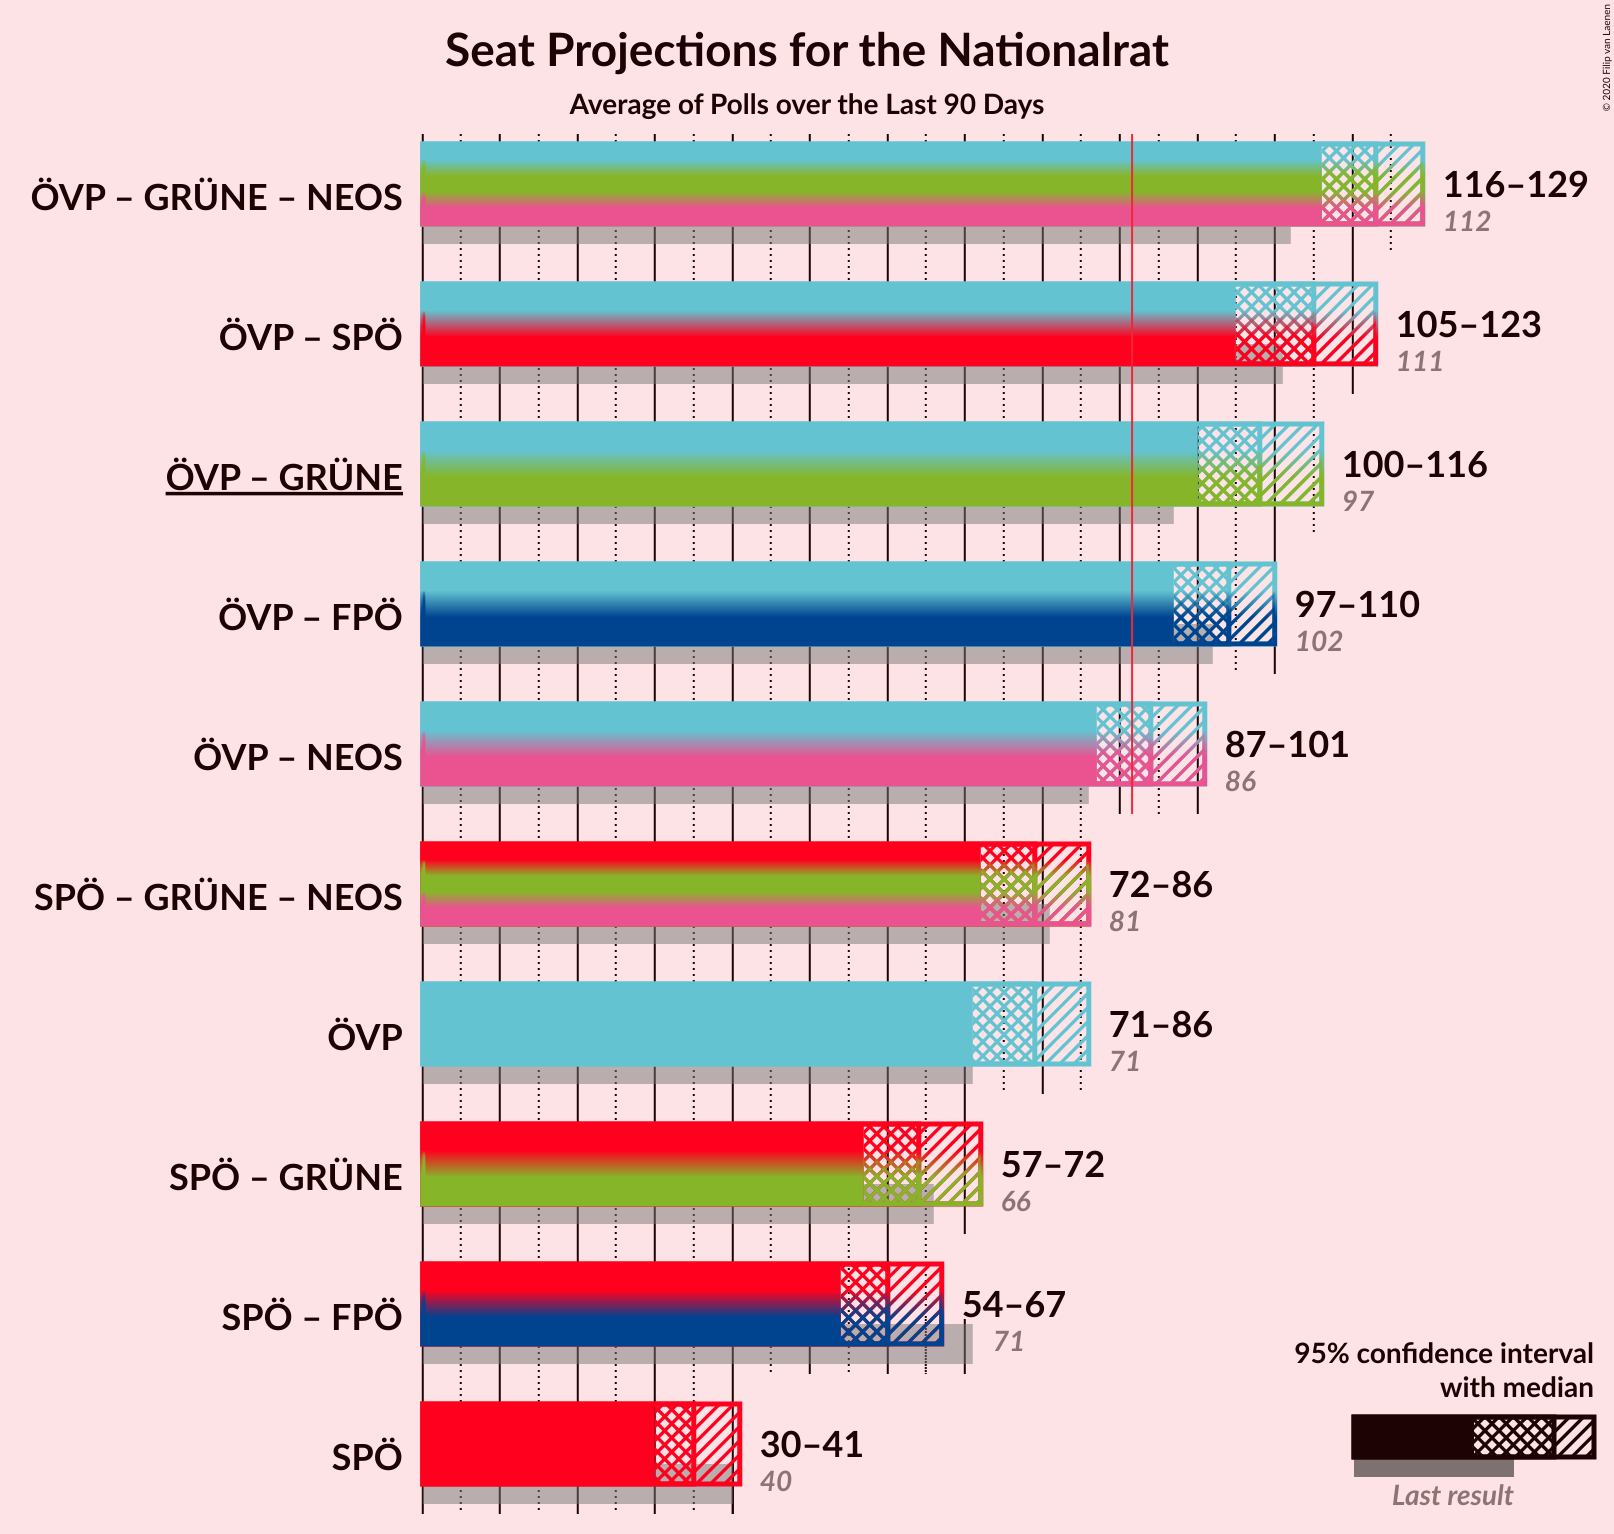 Seat Projections for the Nationalrat
Average of Polls over the Last 90 Days
© 2020 Filip van Laenen
ÖVP – GRÜNE – NEOS
116–129
112
ÖVP – SPÖ
105–123
111
ÖVP – GRÜNE
100–116
97
ÖVP – FPÖ
97–110
102
ÖVP – NEOS
87–101
86
SPÖ – GRÜNE – NEOS
72–86
81
ÖVP
71–86
71
SPÖ – GRÜNE
57–72
66
SPÖ – FPÖ
54–67
71
SPÖ
30–41
40
95% confidence interval
with median
Last result